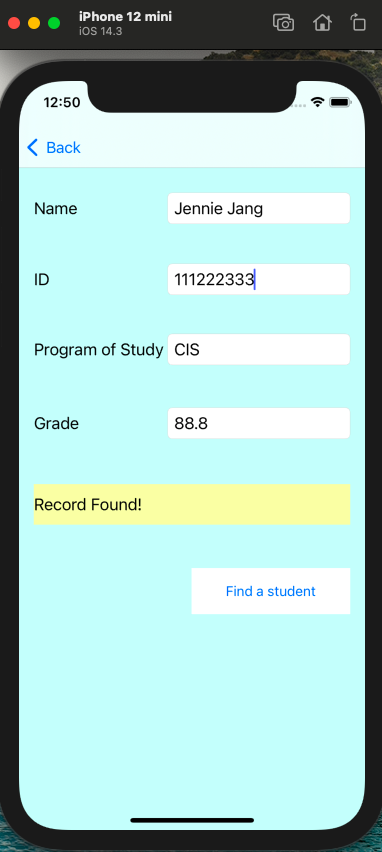 iPhone 12 mini
iOS 14.3
12:50
Back
Name Jennie Jang
ID 111222333
Program of Study CIS
Grade 88.8
Record Found!
Find a student